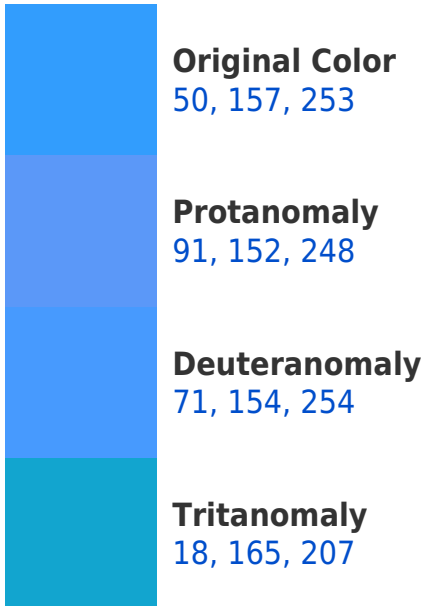 Original Color
50, 157, 253
Protanomaly
91, 152, 248
Deuteranomaly
71, 154, 254
Tritanomaly
18, 165, 207